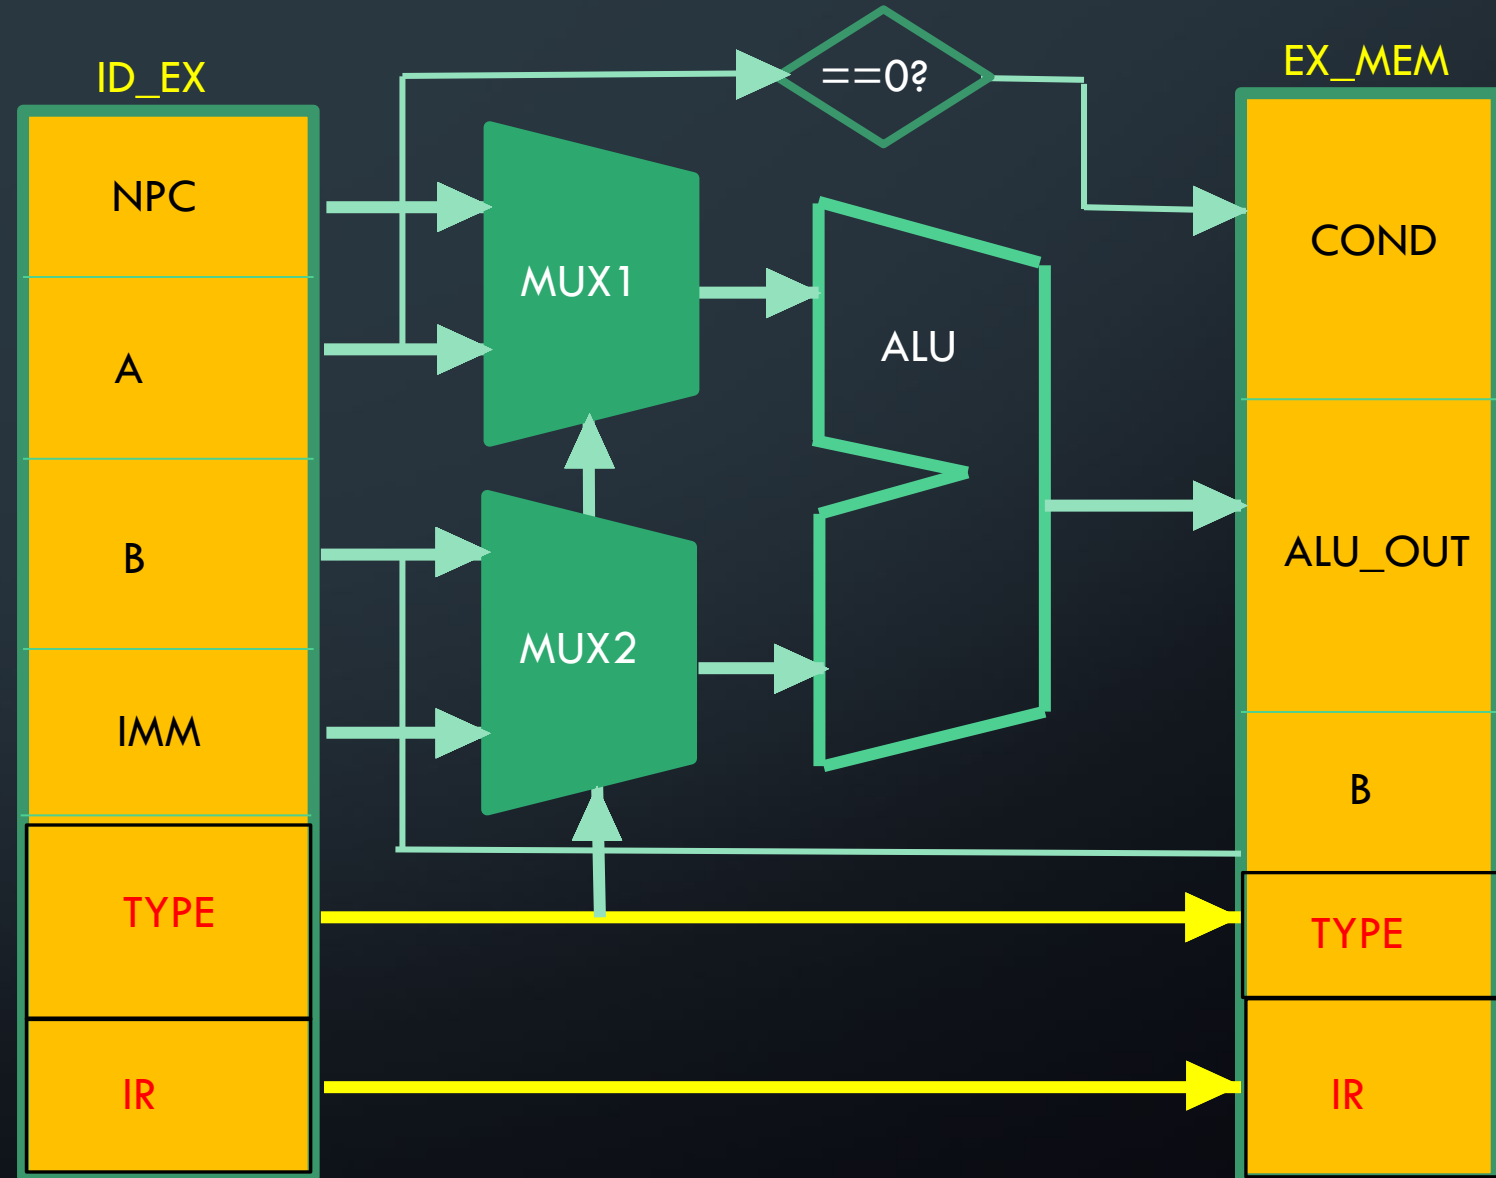 ID_EX
NPC
A
B
IMM
TYPE
IR
MUX1
MUX2
==0?
ALU
EX_MEM
COND
ALU_OUT
B
TYPE
IR